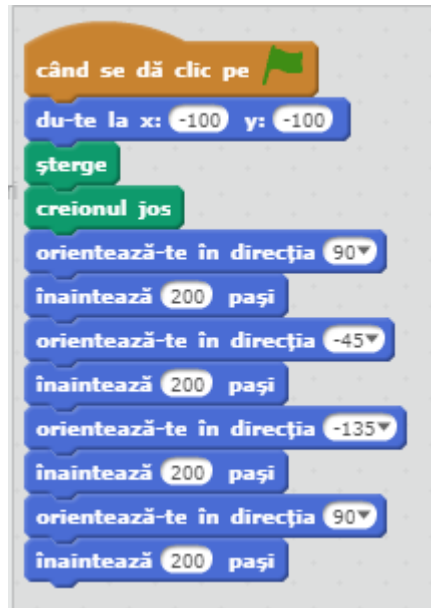 când se dă clic pe
du-te la x: -100 y: -100
şterge
creionul jos
orientează-te în direcţia 90
înaintează 200 paşi
orientează-te în direcţia -45
înaintează 200 paşi
orientează-te în direcţia -135
înaintează 200 paşi
orientează-te în direcţia 90
înaintează 200 paşi